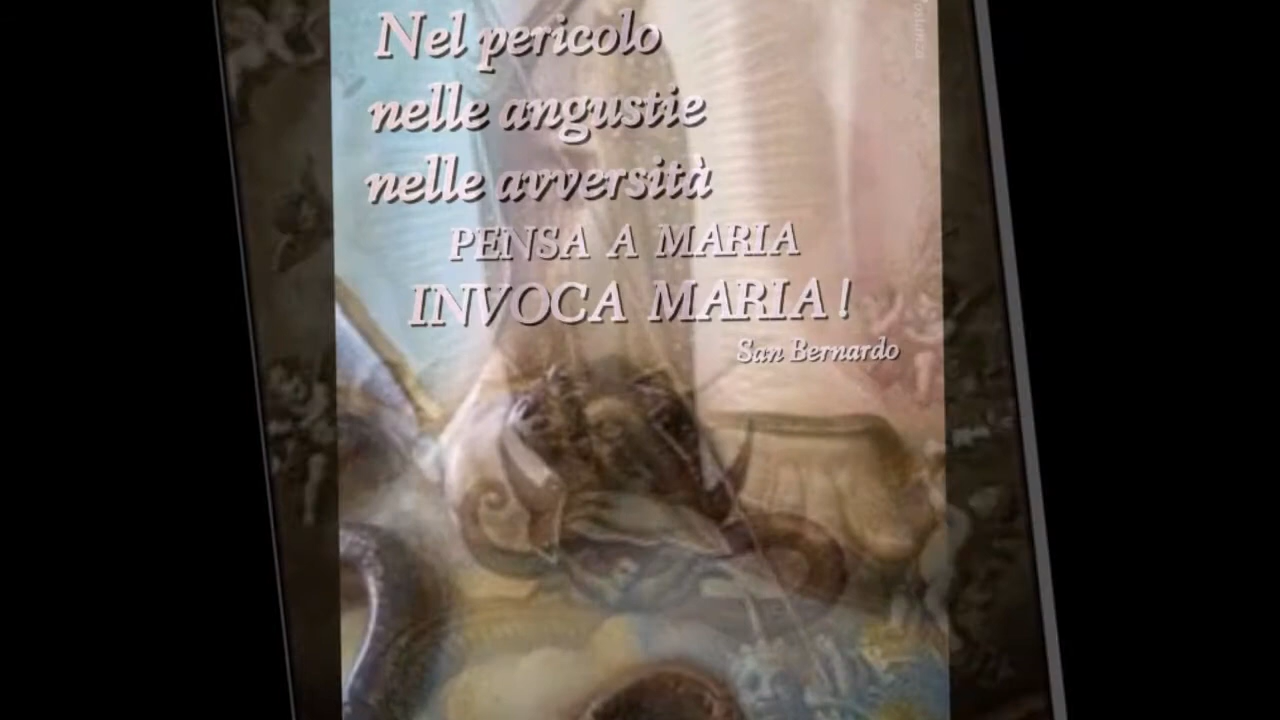 Nel pericolo
nelle angustie
nelle avversità
PENSA A MARIA
INVOCA MARIA!
San Bernardo